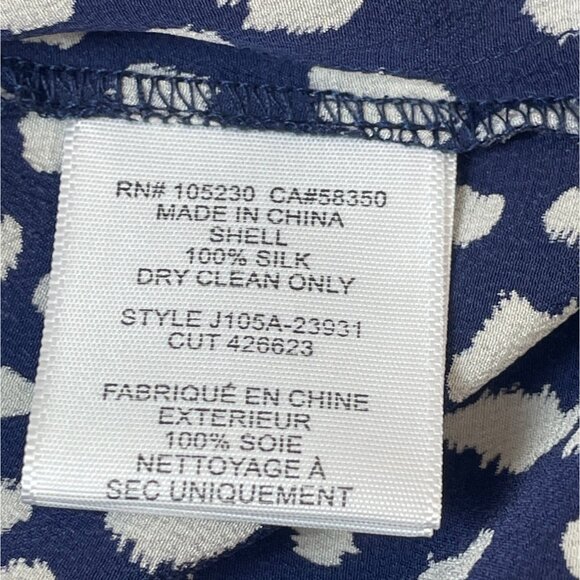 RN# 105230 CA#58350
MADE IN CHINA
SHELL
100% SILK
DRY CLEAN ONLY
STYLE J105A-23931
CUT 426623
FABRIQUÉ EN CHINE
EXTERIEUR
100% SOIE
NETTOYAGE À
SEC UNIQUEMENT